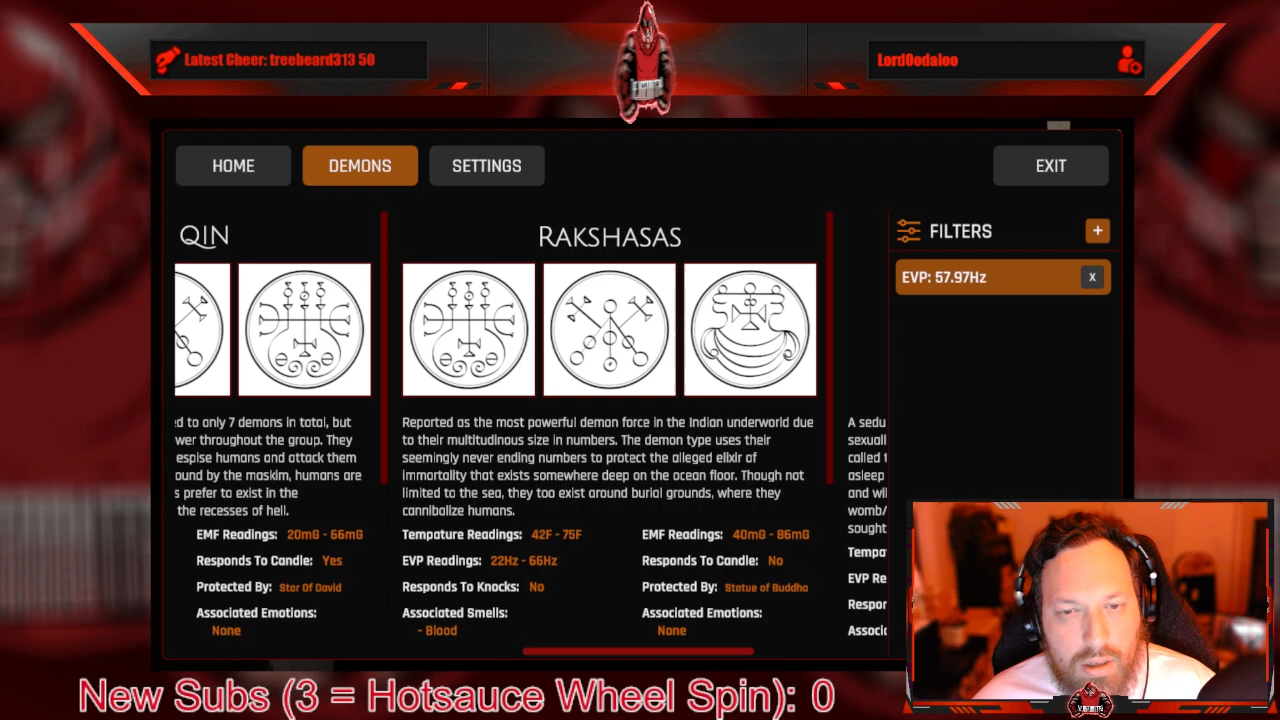 Latest Cheer: treebeard313 50
LordOodaloo
HOME
DEMONS
SETTINGS
EXIT
QIN
RAKSHASAS
FILTERS
+
EVP: 57.97Hz
X
ed to only 7 demons in total, but
wer throughout the group. They
espise humans and attack them
ound by the maskim, humans are
s prefer to exist in the
the recesses of hell.
EMF Readings: 20mG - 66mG
Responds To Candle: Yes
Protected By: Star Of David
Associated Emotions:
None
Reported as the most powerful demon force in the Indian underworld due
to their multitudinous size in numbers. The demon type uses their
seemingly never ending numbers to protect the alleged elixir of
immortality that exists somewhere deep on the ocean floor. Though not
limited to the sea, they too exist around burial grounds, where they
cannibalize humans.
Tempature Readings: 42F - 75F
EVP Readings: 22Hz - 66Hz
Responds To Knocks: No
Associated Smells:
- Blood
EMF Readings: 40mG - 86mG
Responds To Candle: No
Protected By: Statue of Buddha
Associated Emotions:
None
A sedu
sexuall
called t
asleep
and wil
womb/
sought
Tempa
EVP Re
Respor
Associa
New Subs (3 = Hotsauce Wheel Spin): 0